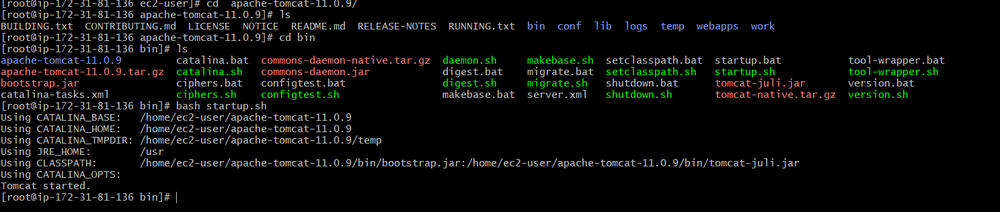 [root@ip-172-31-81-136 ec2-user]# cd  apache-tomcat-11.0.9/
[root@ip-172-31-81-136 apache-tomcat-11.0.9]# ls
BUILDING.txt  CONTRIBUTING.md  LICENSE  NOTICE  README.md  RELEASE-NOTES  RUNNING.txt  bin  conf  lib  logs  temp  webapps  work
[root@ip-172-31-81-136 apache-tomcat-11.0.9]# cd bin
[root@ip-172-31-81-136 bin]# ls
apache-tomcat-11.0.9         catalina.bat  commons-daemon-native.tar.gz  daemon.sh     makebase.sh  setclasspath.bat  startup.bat           tool-wrapper.bat
apache-tomcat-11.0.9.tar.gz  catalina.sh   commons-daemon.jar            digest.bat    migrate.bat  setclasspath.sh   startup.sh            tool-wrapper.sh
bootstrap.jar                ciphers.bat   configtest.bat                digest.sh     migrate.sh   shutdown.bat      tomcat-juli.jar       version.bat
catalina-tasks.xml           ciphers.sh    configtest.sh                 makebase.bat  server.xml   shutdown.sh       tomcat-native.tar.gz  version.sh
[root@ip-172-31-81-136 bin]# bash startup.sh
Using CATALINA_BASE:   /home/ec2-user/apache-tomcat-11.0.9
Using CATALINA_HOME:   /home/ec2-user/apache-tomcat-11.0.9
Using CATALINA_TMPDIR: /home/ec2-user/apache-tomcat-11.0.9/temp
Using JRE_HOME:        /usr
Using CLASSPATH:       /home/ec2-user/apache-tomcat-11.0.9/bin/bootstrap.jar:/home/ec2-user/apache-tomcat-11.0.9/bin/tomcat-juli.jar
Using CATALINA_OPTS:
Tomcat started.
[root@ip-172-31-81-136 bin]#